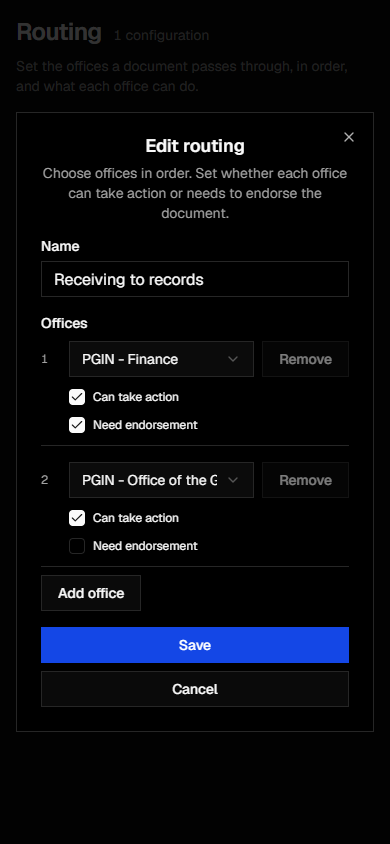 Routing 1 configuration
Set the offices a document passes through, in order,
and what each office can do.
Edit routing
Choose offices in order. Set whether each office
can take action or needs to endorse the
document.
Name
Receiving to records
Offices
1 PGIN - Finance Remove
Can take action
Need endorsement
2 PGIN - Office of the G Remove
Can take action
Need endorsement
Add office
Save
Cancel